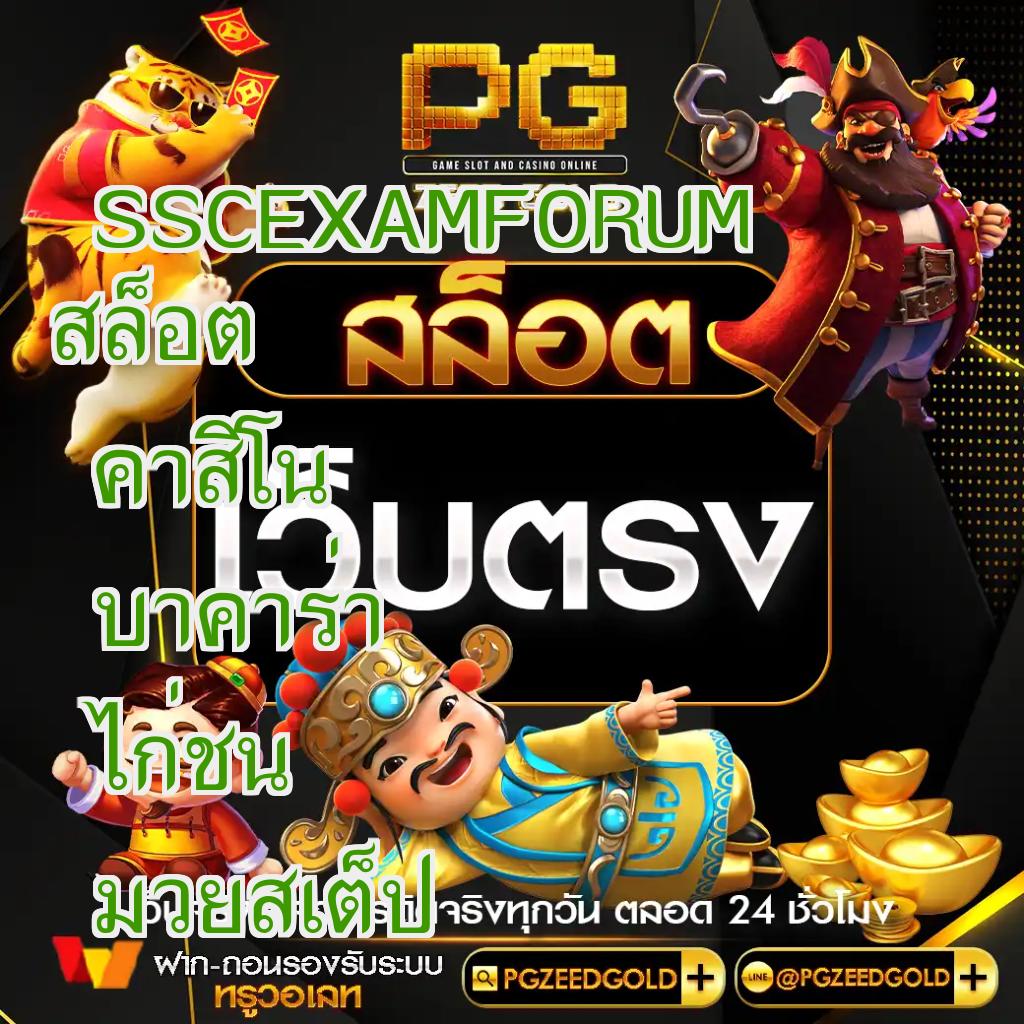 PG
GAME SLOT AND CASINO ONLINE
SSCEXAMFORUM
สล็อต
สล็อต
คาสิโน
เว็บตรง
บาคาร่า
ไก่ชน
มวยสเต็ป
จริงทุกวัน ตลอด 24 ชั่วโมง
ฝาก-ถอนรองรับระบบ
ทรูวอเลท
PGZEEDGOLD
LINE @PGZEEDGOLD